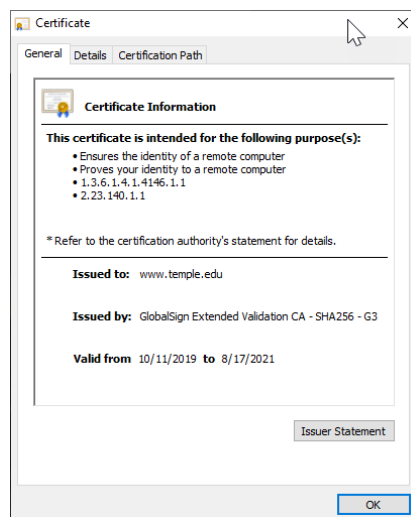 Certificate
General Details Certification Path
Certificate Information
This certificate is intended for the following purpose(s):
• Ensures the identity of a remote computer
• Proves your identity to a remote computer
• 1.3.6.1.4.1.4146.1.1
• 2.23.140.1.1
* Refer to the certification authority's statement for details.
Issued to: www.temple.edu
Issued by: GlobalSign Extended Validation CA - SHA256 - G3
Valid from 10/11/2019 to 8/17/2021
Issuer Statement
OK